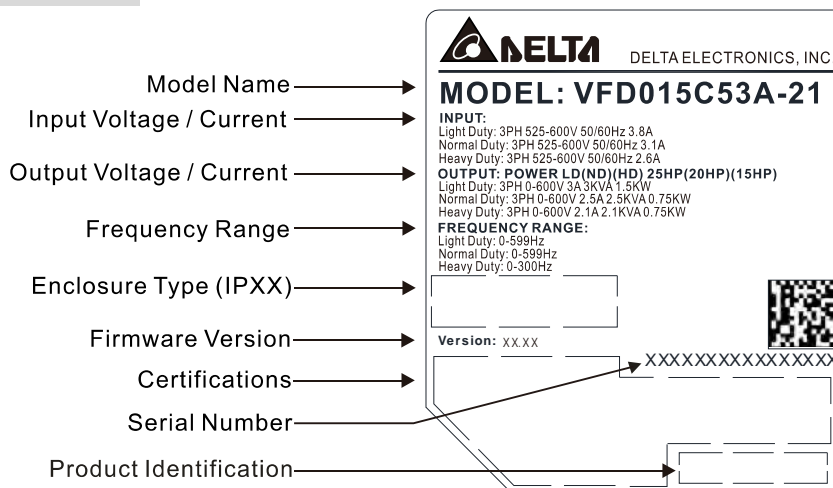 DELTA
DELTA ELECTRONICS, INC.
Model Name
MODEL: VFD015C53A-21
Input Voltage / Current
INPUT:
Light Duty: 3PH 525-600V 50/60Hz 3.8A
Normal Duty: 3PH 525-600V 50/60Hz 3.1A
Heavy Duty: 3PH 525-600V 50/60Hz 2.6A
Output Voltage / Current
OUTPUT: POWER LD(ND)(HD) 25HP(20HP)(15HP)
Light Duty: 3PH 0-600V 3A 3KVA 1.5KW
Normal Duty: 3PH 0-600V 2.5A 2.5KVA 0.75KW
Heavy Duty: 3PH 0-600V 2.1A 2.1KVA 0.75KW
Frequency Range
FREQUENCY RANGE:
Light Duty: 0-599Hz
Normal Duty: 0-599Hz
Heavy Duty: 0-300Hz
Enclosure Type (IPXX)
Firmware Version
Version: XX.XX
Certifications
XXXXXXXXXXXXXXXX
Serial Number
Product Identification